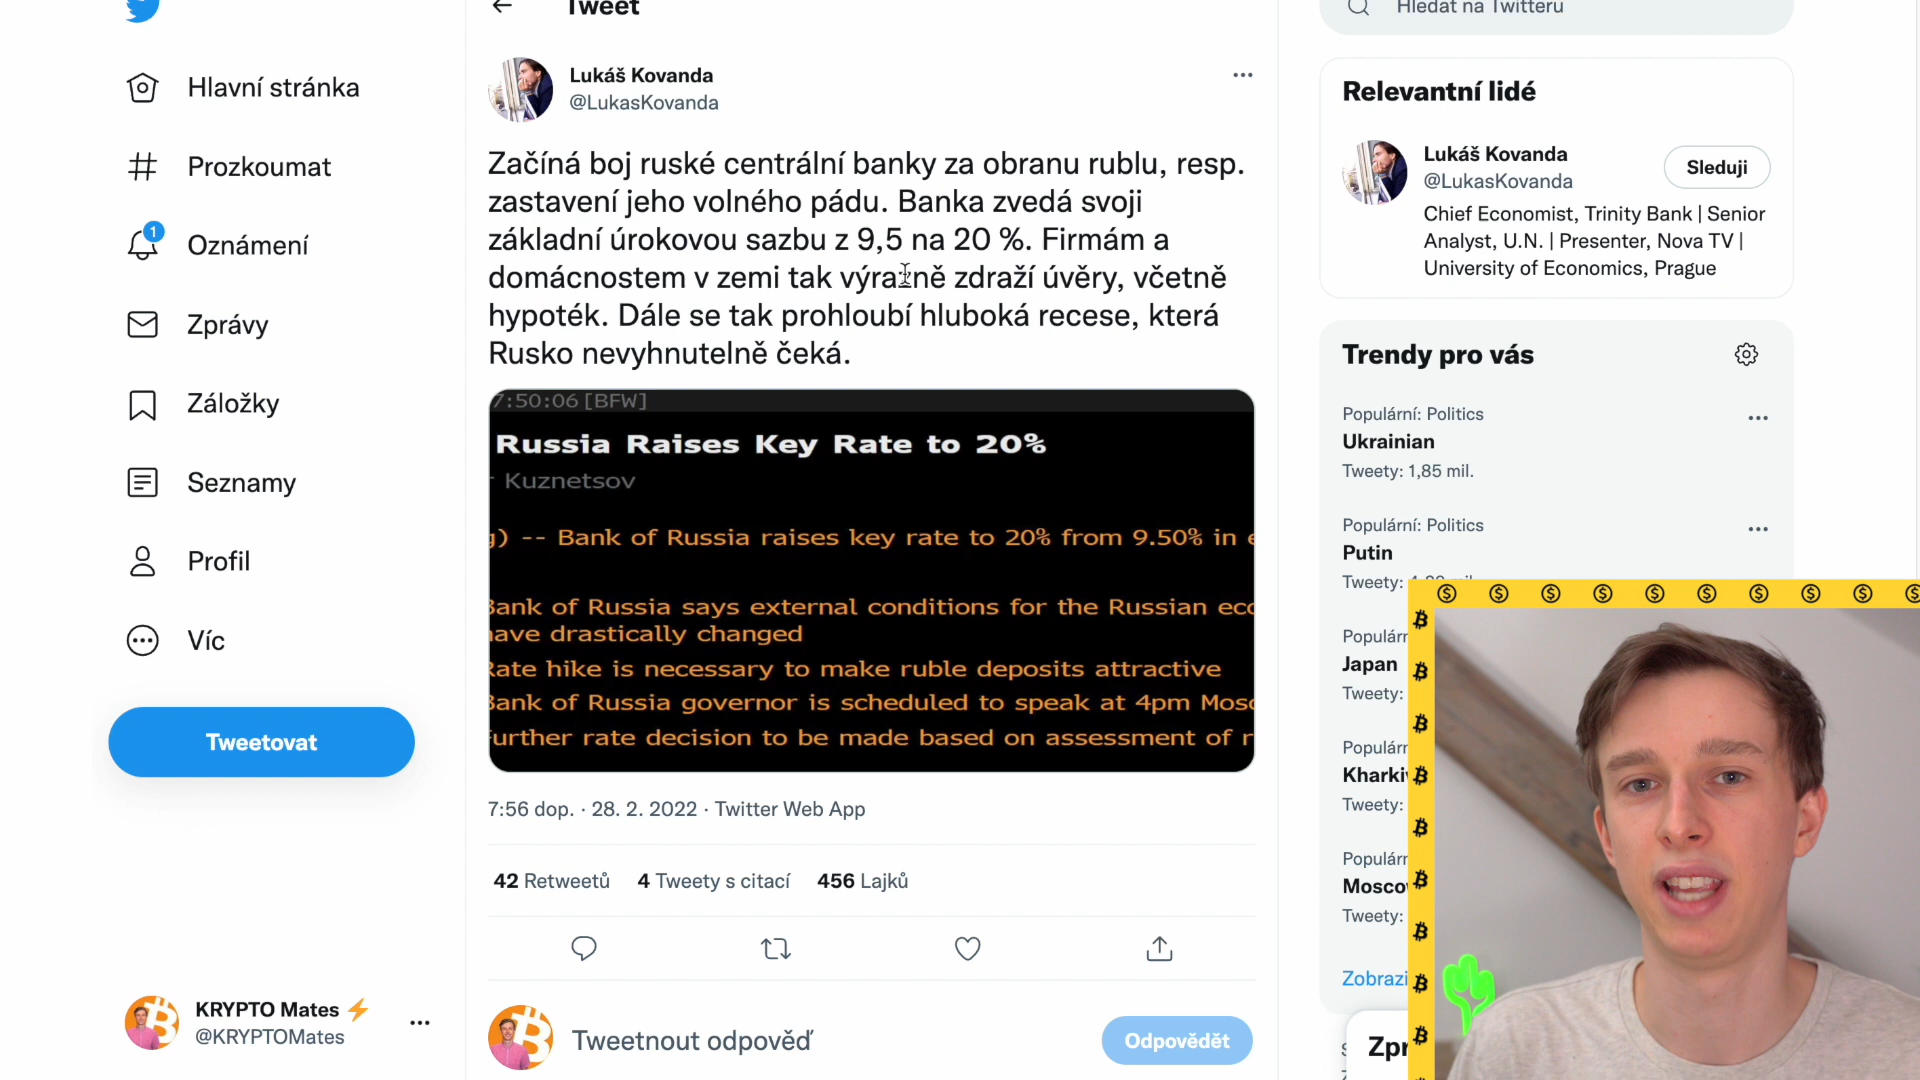 Tweet
Hledat na Twitteru
Hlavní stránka
Prozkoumat
1
Oznámení
Zprávy
Záložky
Seznamy
Profil
Víc
Tweetovat
KRYPTO Mates ⚡
@KRYPTOMates
Lukáš Kovanda
@LukasKovanda
Začíná boj ruské centrální banky za obranu rublu, resp.
zastavení jeho volného pádu. Banka zvedá svoji
základní úrokovou sazbu z 9,5 na 20 %. Firmám a
domácnostem v zemi tak výrazně zdraží úvěry, včetně
hypoték. Dále se tak prohloubí hluboká recese, která
Rusko nevyhnutelně čeká.
7:50:06 [BFW]
Russia Raises Key Rate to 20%
Kuznetsov
-- Bank of Russia raises key rate to 20% from 9.50% in
Bank of Russia says external conditions for the Russian
have drastically changed
Rate hike is necessary to make ruble deposits attractive
Bank of Russia governor is scheduled to speak at 4pm
Further rate decision to be made based on assessment of
7:56 dop. · 28. 2. 2022 · Twitter Web App
42 Retweetů 4 Tweety s citací 456 Lajků
Tweetnout odpověď
Odpovědět
Relevantní lidé
Lukáš Kovanda
@LukasKovanda
Sleduji
Chief Economist, Trinity Bank | Senior
Analyst, U.N. | Presenter, Nova TV |
University of Economics, Prague
Trendy pro vás
Populární: Politics
Ukrainian
Tweety: 1,85 mil.
Populární: Politics
Putin
Tweety:
Populár
Japan
Tweety:
Populár
Kharki
Tweety:
Populár
Mosco
Tweety:
Zobrazi
Zpr